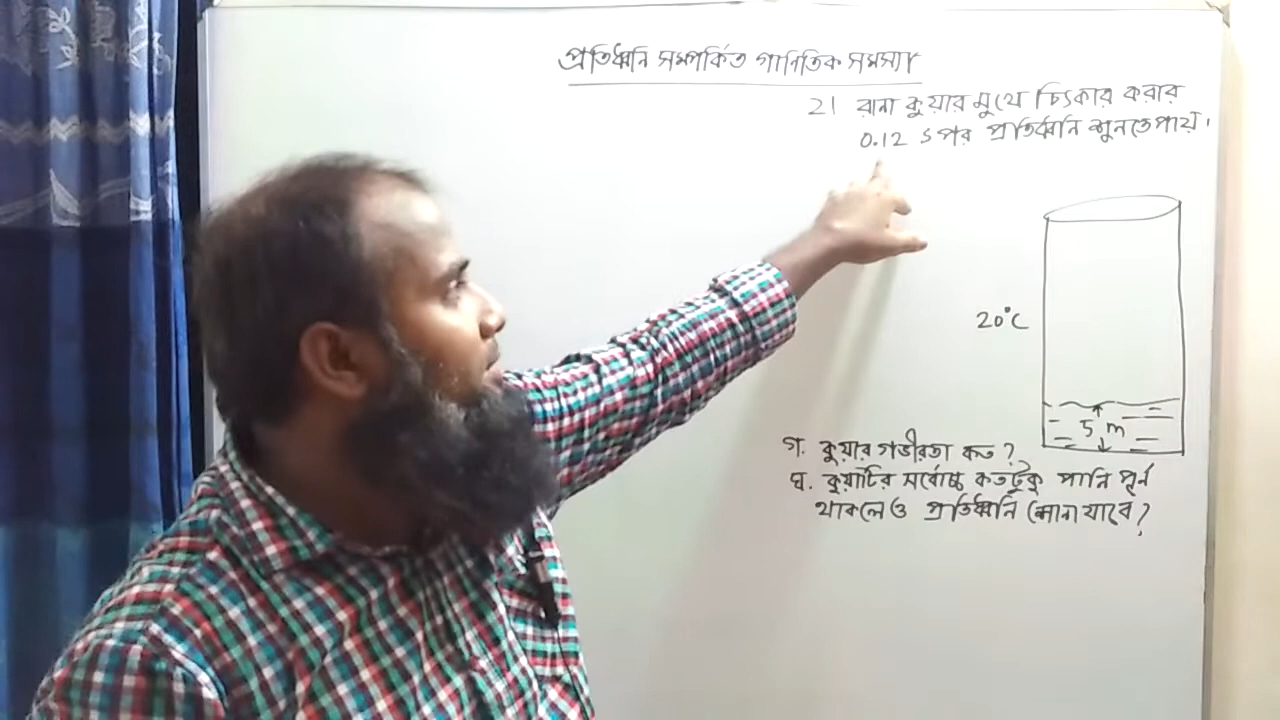 প্রতিধ্বনি সম্পর্কিত গানিতিক সমস্যা
2। রানা কুয়ার মুখে চিৎকার করার
0.12 s পর প্রতিধ্বনি শুনতে পায়।
20°C
5 m
গ. কুয়ার গভীরতা কত?
ঘ. কুয়াটির সর্বোচ্চ কতটুকু পানি পূর্ন
থাকলেও প্রতিধ্বনি শোনা যাবে?